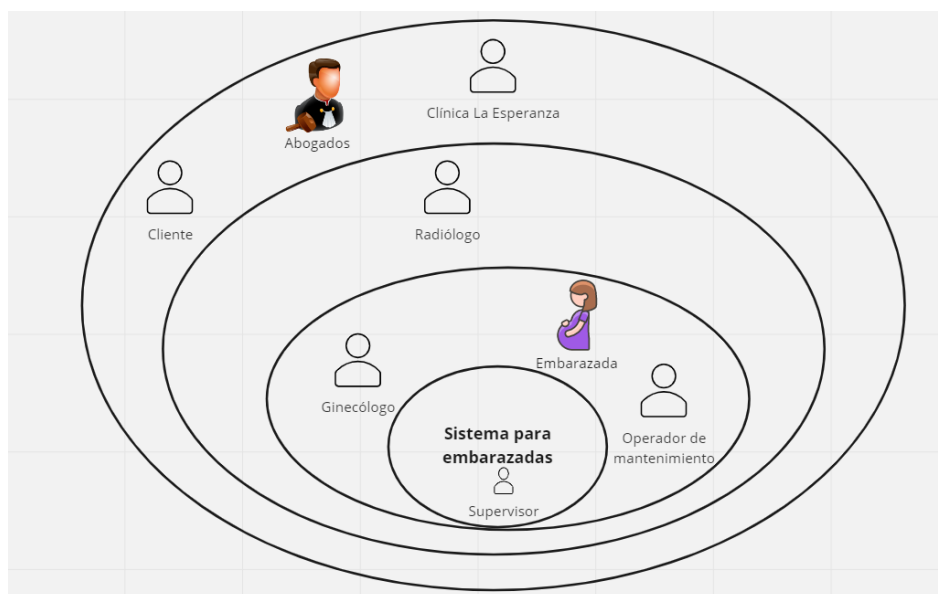 Clínica La Esperanza
Abogados
Cliente
Radiólogo
Embarazada
Ginecólogo
Operador de
mantenimiento
Sistema para
embarazadas
Supervisor